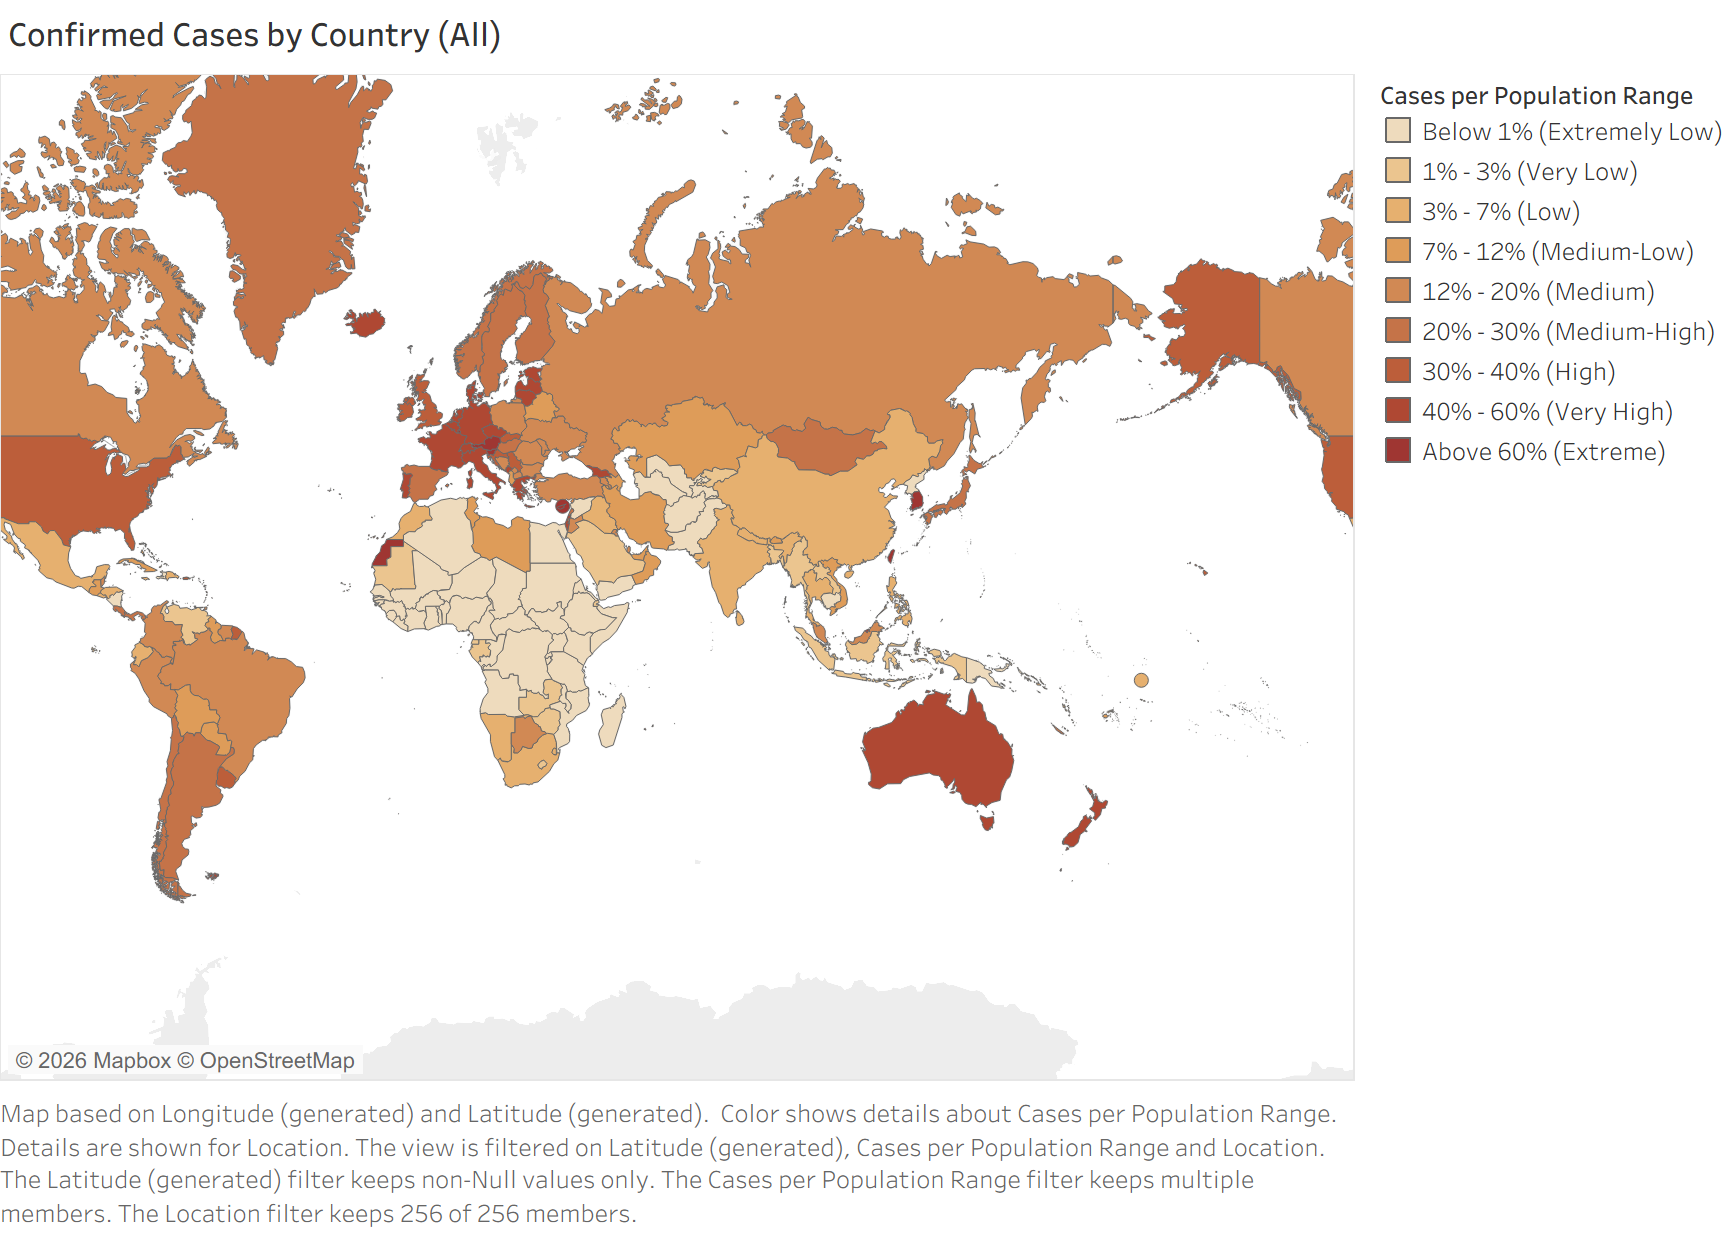 Confirmed Cases by Country (All)
Cases per Population Range
Below 1% (Extremely Low)
1% - 3% (Very Low)
3% - 7% (Low)
7% - 12% (Medium-Low)
12% - 20% (Medium)
20% - 30% (Medium-High)
30% - 40% (High)
40% - 60% (Very High)
Above 60% (Extreme)
© 2026 Mapbox © OpenStreetMap
Map based on Longitude (generated) and Latitude (generated).  Color shows details about Cases per Population Range.
Details are shown for Location. The view is filtered on Latitude (generated), Cases per Population Range and Location.
The Latitude (generated) filter keeps non-Null values only. The Cases per Population Range filter keeps multiple
members. The Location filter keeps 256 of 256 members.